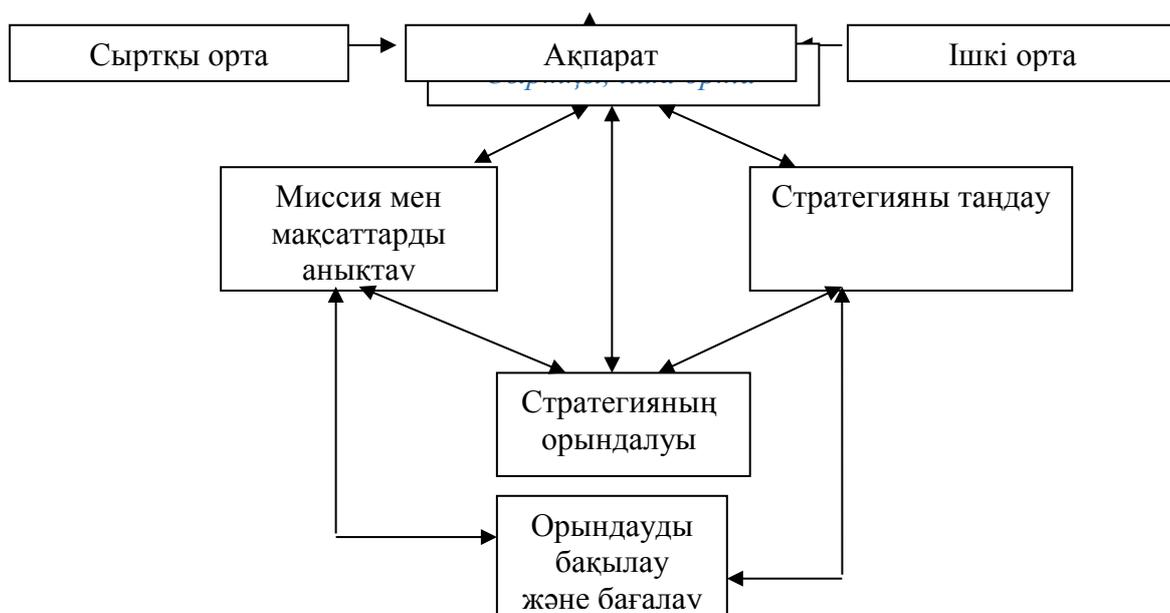 Сыртқы орта
Ақпарат
Ішкі орта
Миссия мен
мақсаттарды
анықтау
Стратегияны таңдау
Стратегияның
орындалуы
Орындауды
бақылау
және бағалау